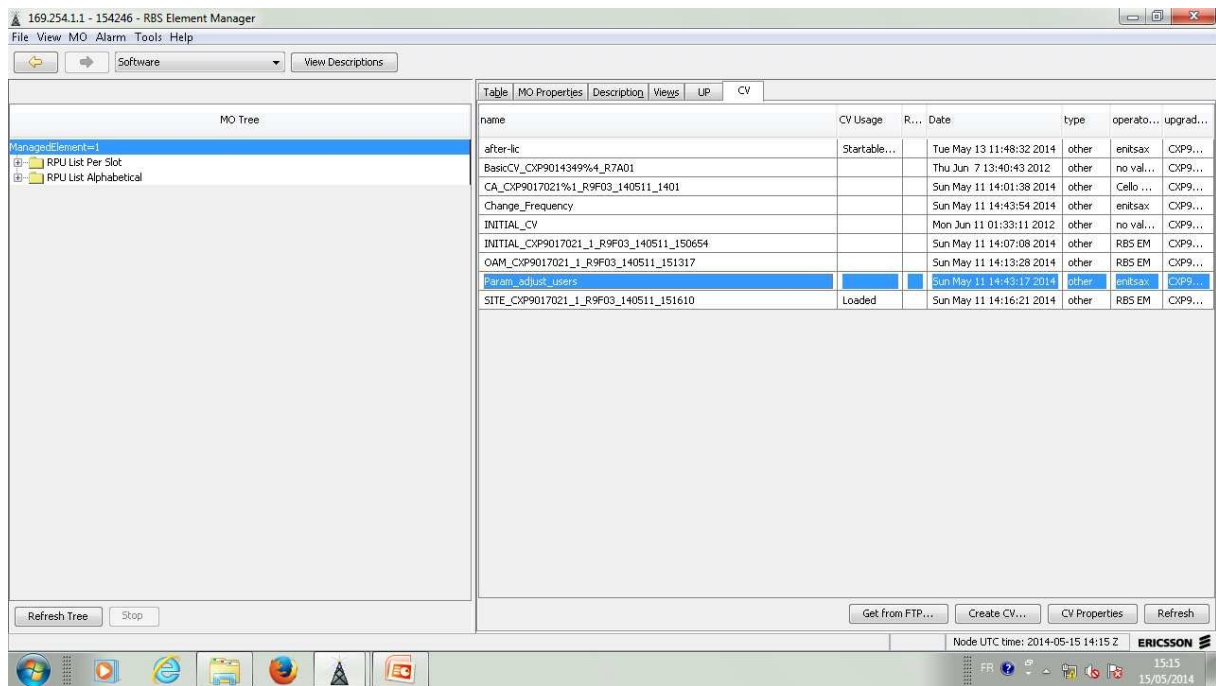 169.254.1.1 - 154246 - RBS Element Manager
File View MO Alarm Tools Help
Software View Descriptions
Table MO Properties Description Views UP CV
MO Tree
name CV Usage R... Date type operato... upgrad...
ManagedElement=1
RPU List Per Slot
RPU List Alphabetical
after-lic Startable... Tue May 13 11:48:32 2014 other enitsax CXP9...
BasicCV_CXP9014349%4_R7A01 Thu Jun 7 13:40:43 2012 other no val... CXP9...
CA_CXP9017021%1_R9F03_140511_1401 Sun May 11 14:01:38 2014 other Cello ... CXP9...
Change_Frequency Sun May 11 14:43:54 2014 other enitsax CXP9...
INITIAL_CV Mon Jun 11 01:33:11 2012 other no val... CXP9...
INITIAL_CXP9017021_1_R9F03_140511_150654 Sun May 11 14:07:08 2014 other RBS EM CXP9...
OAM_CXP9017021_1_R9F03_140511_151317 Sun May 11 14:13:28 2014 other RBS EM CXP9...
Param_adjust_users Sun May 11 14:43:17 2014 other enitsax CXP9...
SITE_CXP9017021_1_R9F03_140511_151610 Loaded Sun May 11 14:16:21 2014 other RBS EM CXP9...
Refresh Tree Stop Get from FTP... Create CV... CV Properties Refresh
Node UTC time: 2014-05-15 14:15 Z ERICSSON
FR 15:15
15/05/2014